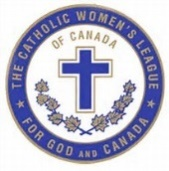 THE CATHOLIC WOMEN'S LEAGUE
OF CANADA
FOR GOD AND CANADA